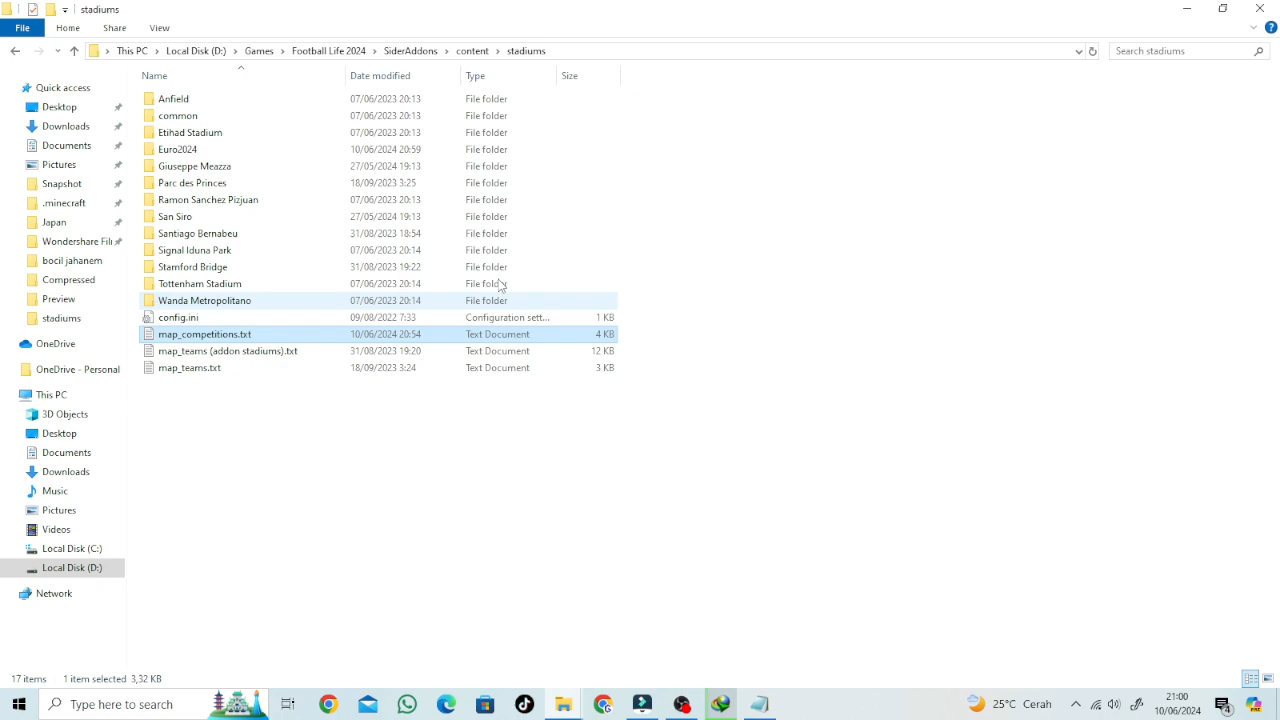 stadiums
File Home Share View
This PC Local Disk (D:) Games Football Life 2024 SiderAddons content stadiums Search stadiums
Name Date modified Type Size
Quick access
Desktop
Downloads
Documents
Pictures
Snapshot
.minecraft
Japan
Wondershare Fil
bocil jahanem
Compressed
Preview
stadiums
OneDrive
OneDrive - Personal
This PC
3D Objects
Desktop
Documents
Downloads
Music
Pictures
Videos
Local Disk (C:)
Local Disk (D:)
Network
Anfield 07/06/2023 20:13 File folder
common 07/06/2023 20:13 File folder
Etihad Stadium 07/06/2023 20:13 File folder
Euro2024 10/06/2024 20:59 File folder
Giuseppe Meazza 27/05/2024 19:13 File folder
Parc des Princes 18/09/2023 3:25 File folder
Ramon Sanchez Pizjuan 07/06/2023 20:13 File folder
San Siro 27/05/2024 19:13 File folder
Santiago Bernabeu 31/08/2023 18:54 File folder
Signal Iduna Park 07/06/2023 20:14 File folder
Stamford Bridge 31/08/2023 19:22 File folder
Tottenham Stadium 07/06/2023 20:14 File folder
Wanda Metropolitano 07/06/2023 20:14 File folder
config.ini 09/08/2022 7:33 Configuration sett... 1 KB
map_competitions.txt 10/06/2024 20:54 Text Document 4 KB
map_teams (addon stadiums).txt 31/08/2023 19:20 Text Document 12 KB
map_teams.txt 18/09/2023 3:24 Text Document 3 KB
17 items 1 item selected 3,32 KB
Type here to search
25°C Cerah
21:00
10/06/2024
4